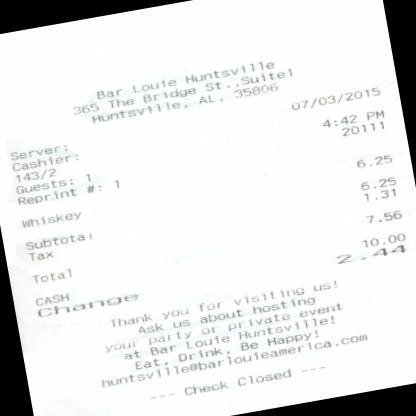 Bar Louie Huntsville
365 The Bridge St.,Suite1
Huntsville, AL, 35806
07/03/2015
Server: 4:42 PM
Cashier: 20111
143/2
Guests: 1
Reprint #: 1
Whiskey 6.25
Subtotal 6.25
Tax 1.31
Total 7.56
CASH 10.00
Change 2.44
Thank you for visiting us!
Ask us about hosting
your party or private event
at Bar Louie Huntsville!
Eat, Drink, Be Happy!
huntsville@barlouieamerica.com
--- Check Closed ---